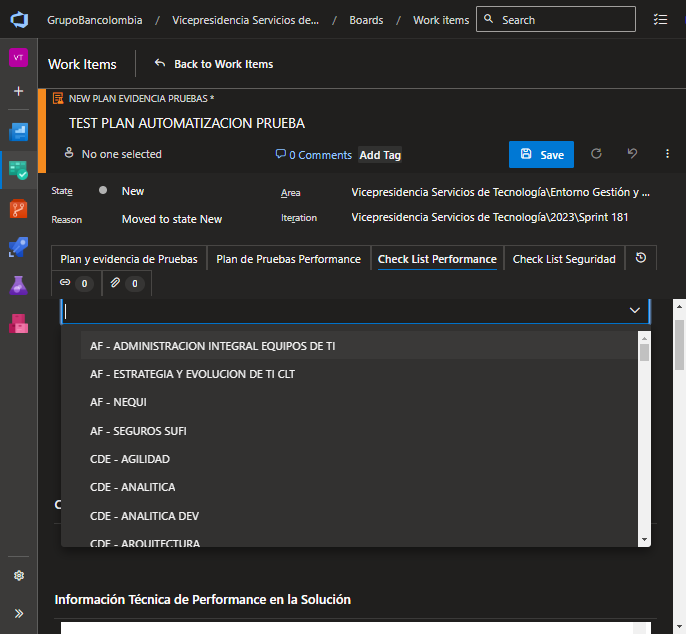 GrupoBancolombia / Vicepresidencia Servicios de... / Boards / Work items Search
VT
Work Items Back to Work Items
NEW PLAN EVIDENCIA PRUEBAS *
TEST PLAN AUTOMATIZACION PRUEBA
No one selected 0 Comments Add Tag Save
State New Area Vicepresidencia Servicios de Tecnología\Entorno Gestión y ...
Reason Moved to state New Iteration Vicepresidencia Servicios de Tecnología\2023\Sprint 181
Plan y evidencia de Pruebas Plan de Pruebas Performance Check List Performance Check List Seguridad
0 0
AF - ADMINISTRACION INTEGRAL EQUIPOS DE TI
AF - ESTRATEGIA Y EVOLUCION DE TI CLT
AF - NEQUI
AF - SEGUROS SUFI
CDE - AGILIDAD
CDE - ANALITICA
CDE - ANALITICA DEV
CDE - ARQUITECTURA
Información Técnica de Performance en la Solución